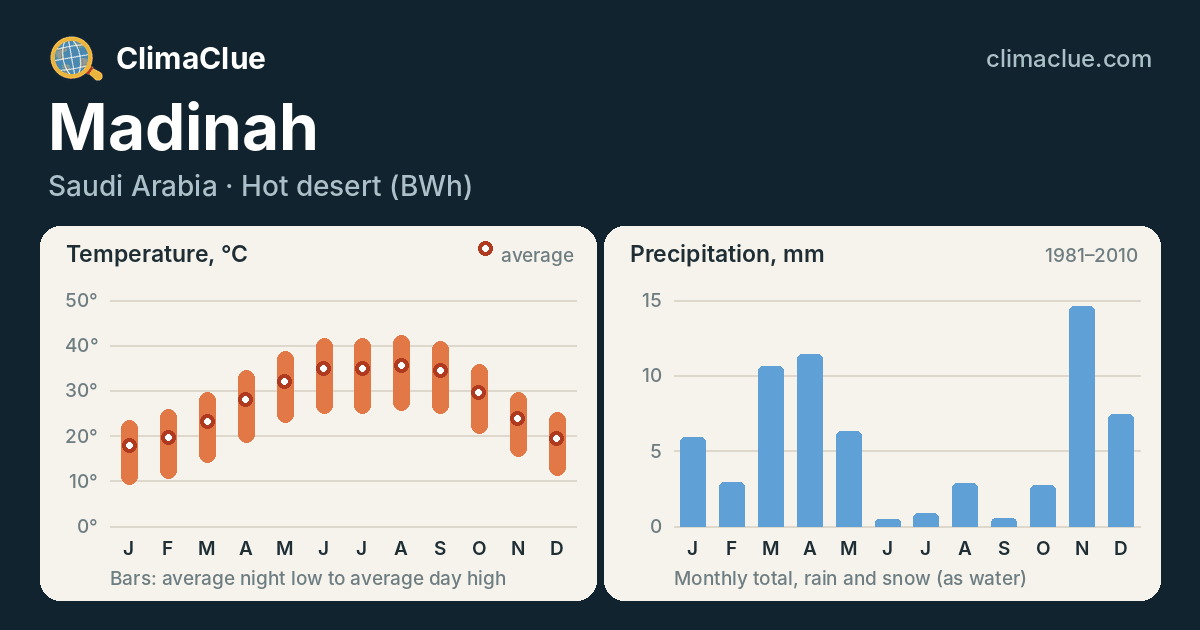 ClimaClue
climaclue.com
Madinah
Saudi Arabia · Hot desert (BWh)
Temperature, °C
average
50°
40°
30°
20°
10°
0°
J F M A M J J A S O N D
Bars: average night low to average day high
Precipitation, mm
1981–2010
15
10
5
0
J F M A M J J A S O N D
Monthly total, rain and snow (as water)